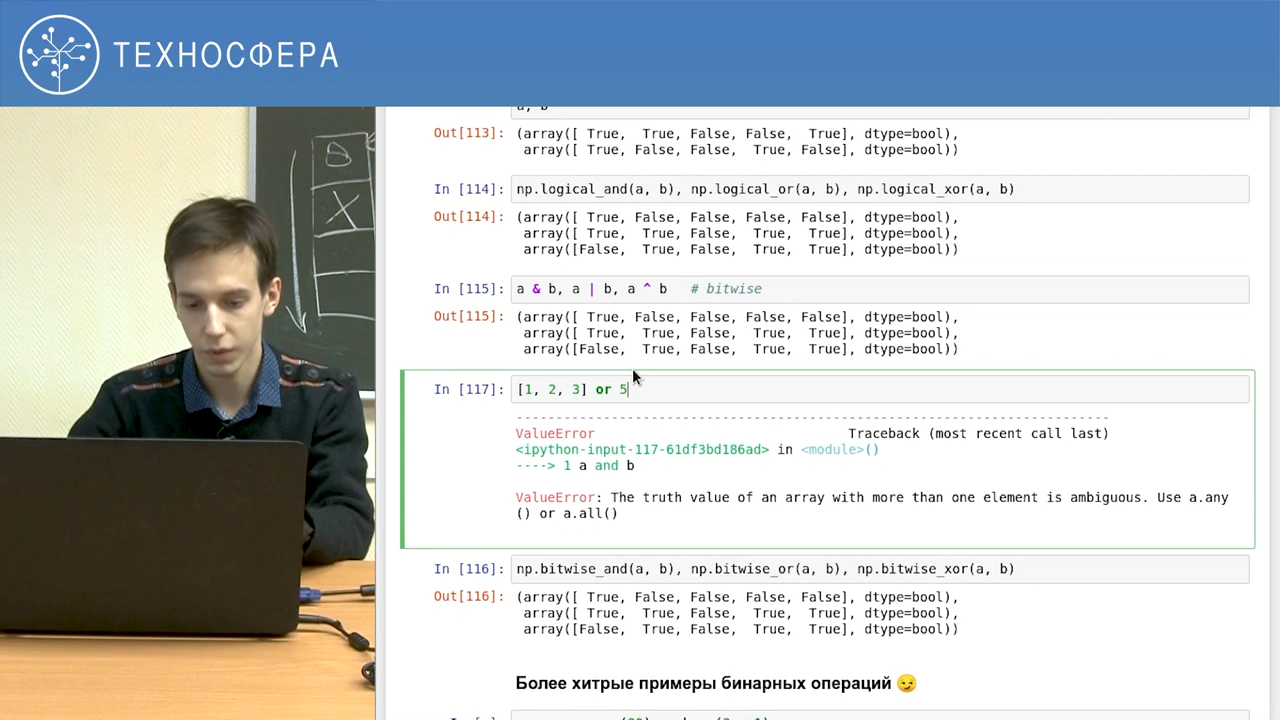 ТЕХНОСФЕРА
Out[113]: (array([ True, True, False, False, True], dtype=bool),
array([ True, False, False, True, False], dtype=bool))
In [114]: np.logical_and(a, b), np.logical_or(a, b), np.logical_xor(a, b)
Out[114]: (array([ True, False, False, False, False], dtype=bool),
array([ True, True, False, True, True], dtype=bool),
array([False, True, False, True, True], dtype=bool))
In [115]: a & b, a | b, a ^ b # bitwise
Out[115]: (array([ True, False, False, False, False], dtype=bool),
array([ True, True, False, True, True], dtype=bool),
array([False, True, False, True, True], dtype=bool))
In [117]: [1, 2, 3] or 5
---------------------------------------------------------------------------
ValueError Traceback (most recent call last)
<ipython-input-117-61df3bd186ad> in <module>()
----> 1 a and b
ValueError: The truth value of an array with more than one element is ambiguous. Use a.any
() or a.all()
In [116]: np.bitwise_and(a, b), np.bitwise_or(a, b), np.bitwise_xor(a, b)
Out[116]: (array([ True, False, False, False, False], dtype=bool),
array([ True, True, False, True, True], dtype=bool),
array([False, True, False, True, True], dtype=bool))
Более хитрые примеры бинарных операций 😏